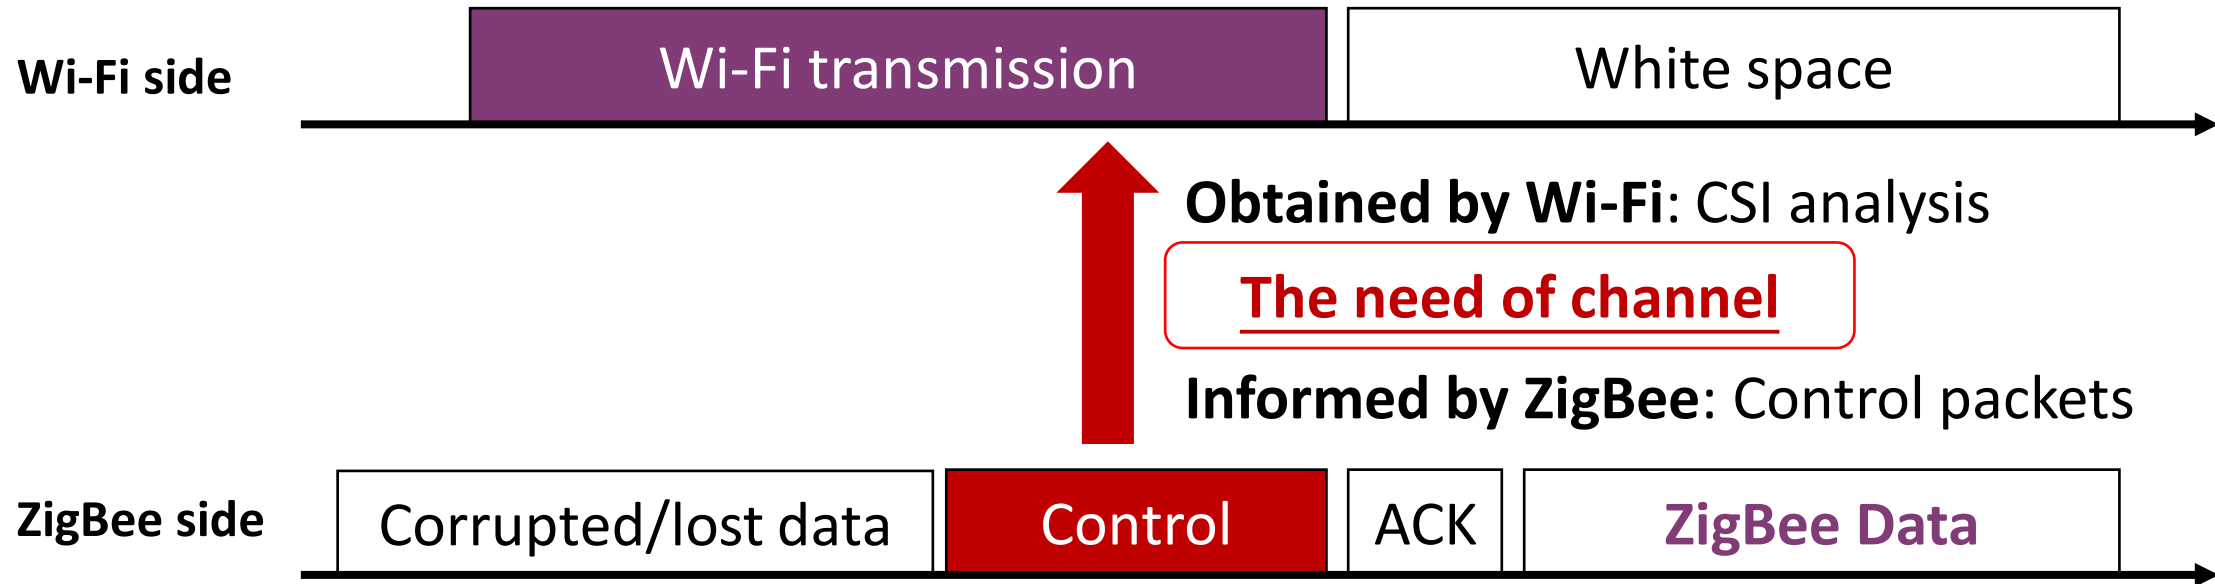 Wi-Fi side
Wi-Fi transmission
White space
Obtained by Wi-Fi: CSI analysis
The need of channel
Informed by ZigBee: Control packets
ZigBee side
Corrupted/lost data
Control
ACK
ZigBee Data